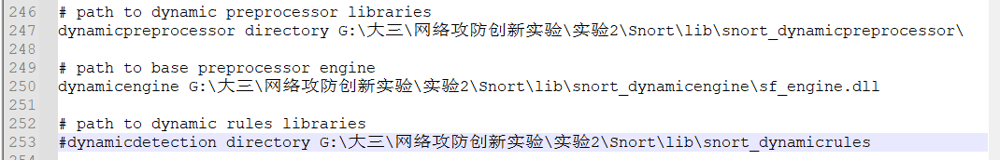 246 # path to dynamic preprocessor libraries
247 dynamicpreprocessor directory G:\大三\网络攻防创新实验\实验2\Snort\lib\snort_dynamicpreprocessor\
248
249 # path to base preprocessor engine
250 dynamicengine G:\大三\网络攻防创新实验\实验2\Snort\lib\snort_dynamicengine\sf_engine.dll
251
252 # path to dynamic rules libraries
253 #dynamicdetection directory G:\大三\网络攻防创新实验\实验2\Snort\lib\snort_dynamicrules